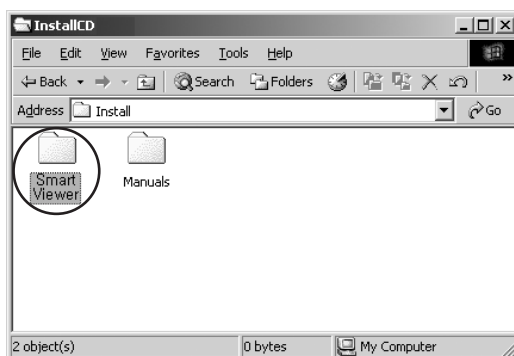 InstallCD
File Edit View Favorites Tools Help
Back Search Folders »
Address Install Go
Smart Viewer
Manuals
2 object(s) 0 bytes My Computer